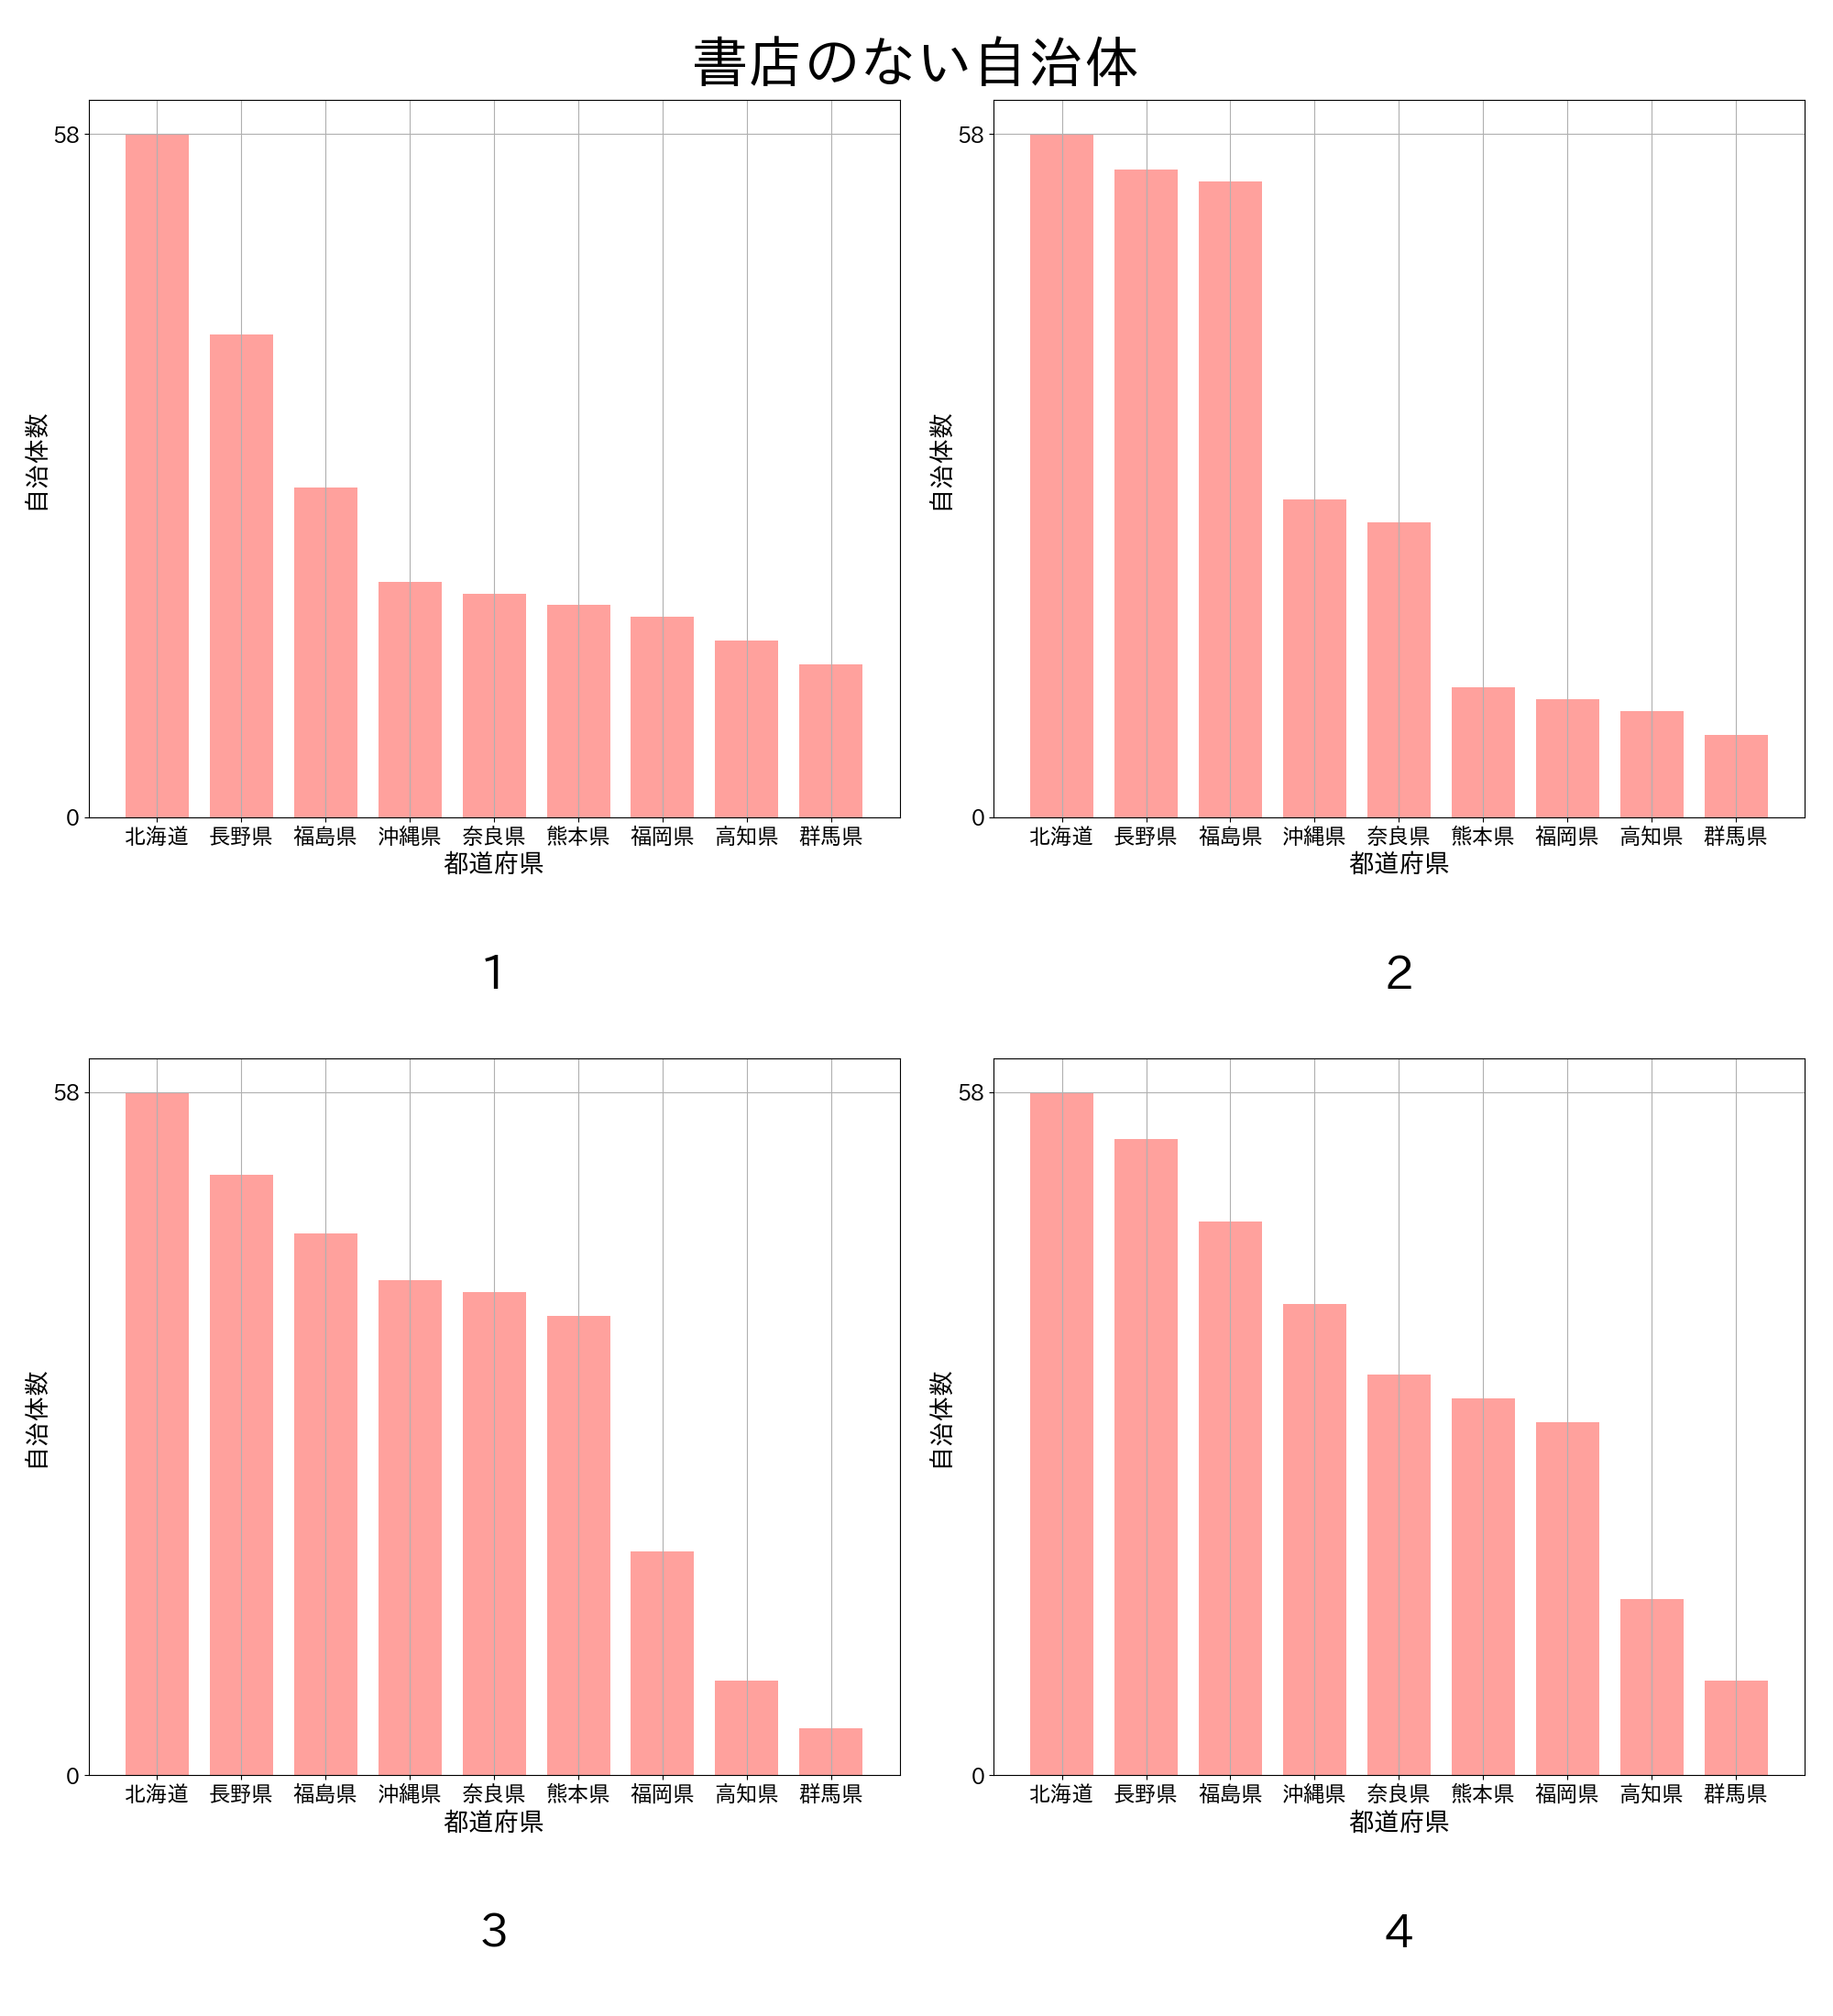 書店のない自治体
58
0
自治体数
北海道 長野県 福島県 沖縄県 奈良県 熊本県 福岡県 高知県 群馬県
都道府県
1
58
0
自治体数
北海道 長野県 福島県 沖縄県 奈良県 熊本県 福岡県 高知県 群馬県
都道府県
2
58
0
自治体数
北海道 長野県 福島県 沖縄県 奈良県 熊本県 福岡県 高知県 群馬県
都道府県
3
58
0
自治体数
北海道 長野県 福島県 沖縄県 奈良県 熊本県 福岡県 高知県 群馬県
都道府県
4